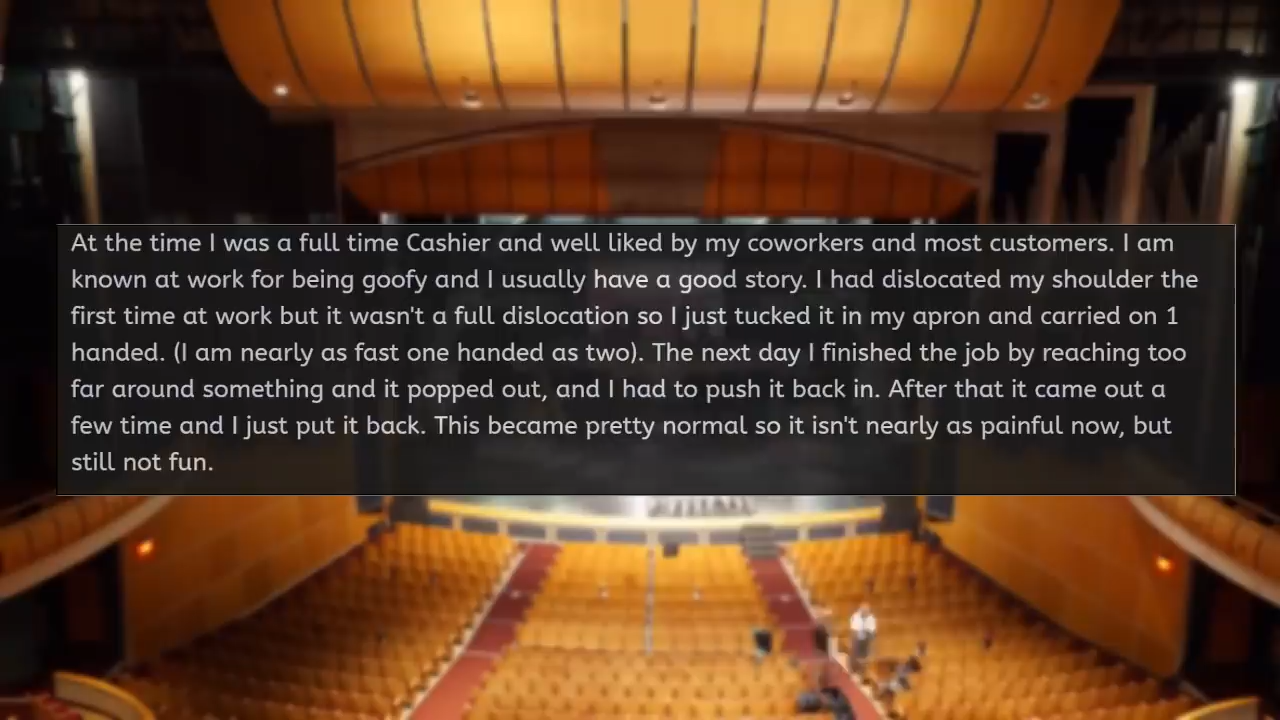 At the time I was a full time Cashier and well liked by my coworkers and most customers. I am
known at work for being goofy and I usually have a good story. I had dislocated my shoulder the
first time at work but it wasn't a full dislocation so I just tucked it in my apron and carried on 1
handed. (I am nearly as fast one handed as two). The next day I finished the job by reaching too
far around something and it popped out, and I had to push it back in. After that it came out a
few time and I just put it back. This became pretty normal so it isn't nearly as painful now, but
still not fun.